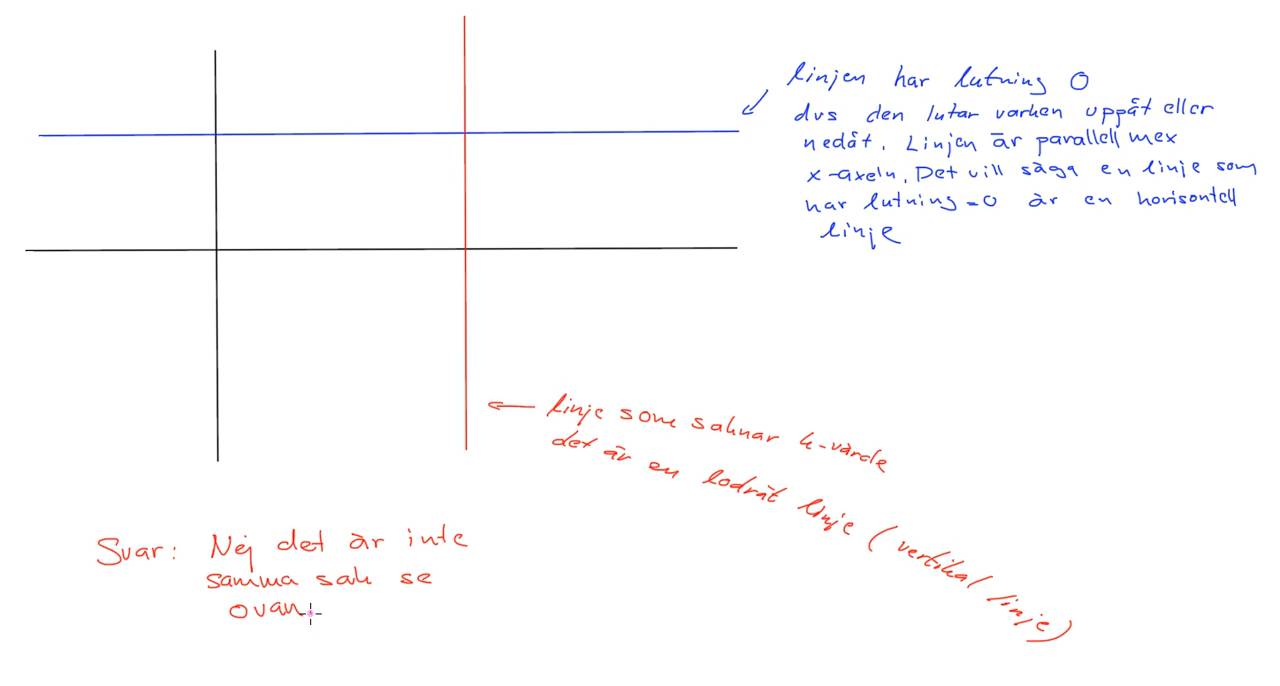 linjen har lutning 0
dvs den lutar varken uppåt eller
nedåt. Linjen är parallell mex
x-axeln. Det vill säga en linje som
har lutning=0 är en horisontell
linje
linje som saknar k-värde
det är en lodrät linje (vertikal linje)
Svar: Nej det är inte
samma sak se
ovan